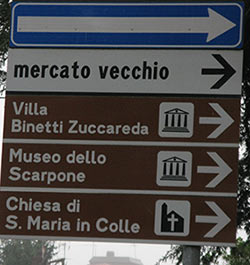 mercato vecchio
Villa
Binetti Zuccareda
Museo dello
Scarpone
Chiesa di
S. Maria in Colle